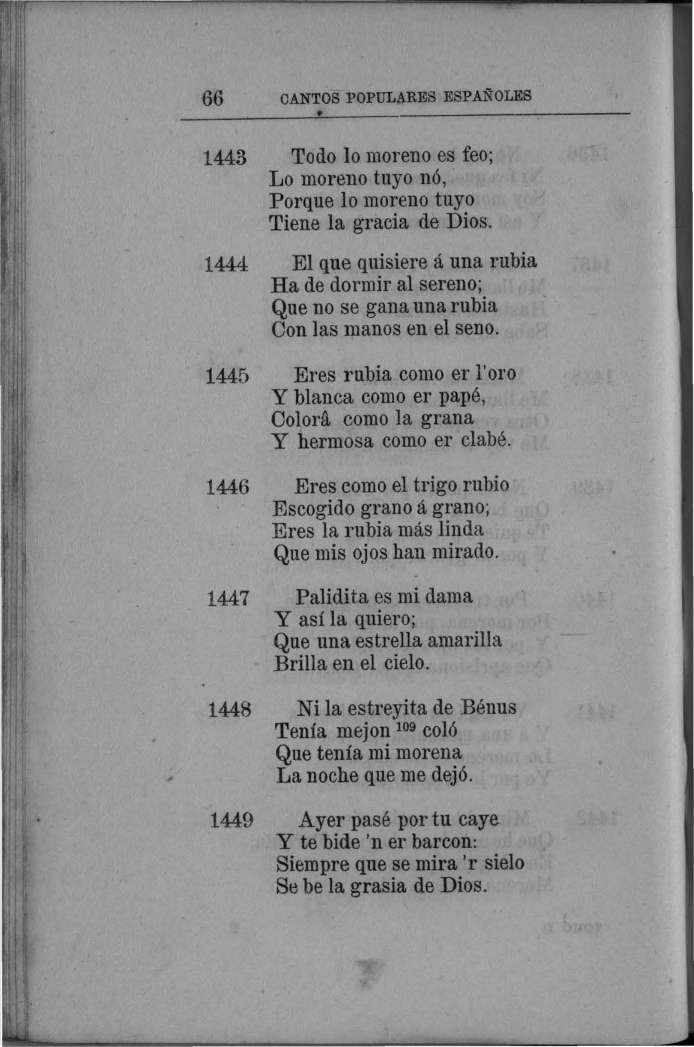 66 CANTOS POPULARES ESPAÑOLES
1443 Todo lo moreno es feo;
Lo moreno tuyo nó,
Porque lo moreno tuyo
Tiene la gracia de Dios.
1444 El que quisiere á una rubia
Ha de dormir al sereno;
Que no se gana una rubia
Con las manos en el seno.
1445 Eres rubia como er l'oro
Y blanca como er papé,
Colorâ como la grana
Y hermosa como er clabé.
1446 Eres como el trigo rubio
Escogido grano á grano;
Eres la rubia más linda
Que mis ojos han mirado.
1447 Palidita es mi dama
Y así la quiero;
Que una estrella amarilla
Brilla en el cielo.
1448 Ni la estreyita de Bénus
Tenía mejon 109 coló
Que tenía mi morena
La noche que me dejó.
1449 Ayer pasé por tu caye
Y te bide 'n er barcon:
Siempre que se mira 'r sielo
Se be la grasia de Dios.